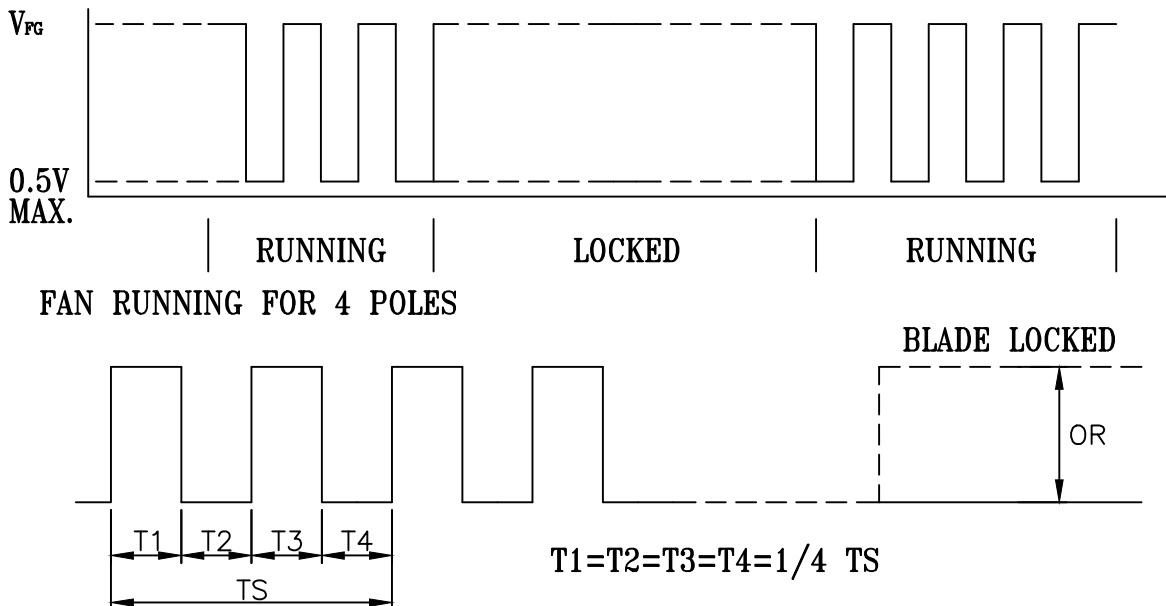 VFG
0.5V
MAX.
RUNNING LOCKED RUNNING
FAN RUNNING FOR 4 POLES
BLADE LOCKED
OR
T1 T2 T3 T4
T1=T2=T3=T4=1/4 TS
TS